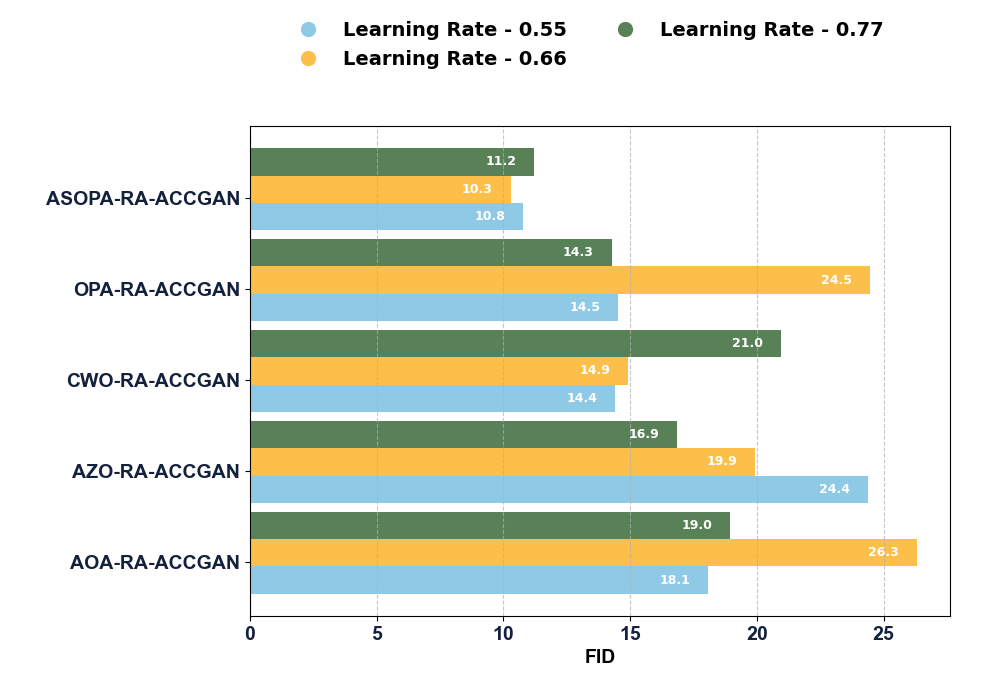 Learning Rate - 0.55
Learning Rate - 0.66
Learning Rate - 0.77
ASOPA-RA-ACCGAN
11.2
10.3
10.8
OPA-RA-ACCGAN
14.3
24.5
14.5
CWO-RA-ACCGAN
21.0
14.9
14.4
AZO-RA-ACCGAN
16.9
19.9
24.4
AOA-RA-ACCGAN
19.0
26.3
18.1
0 5 10 15 20 25
FID